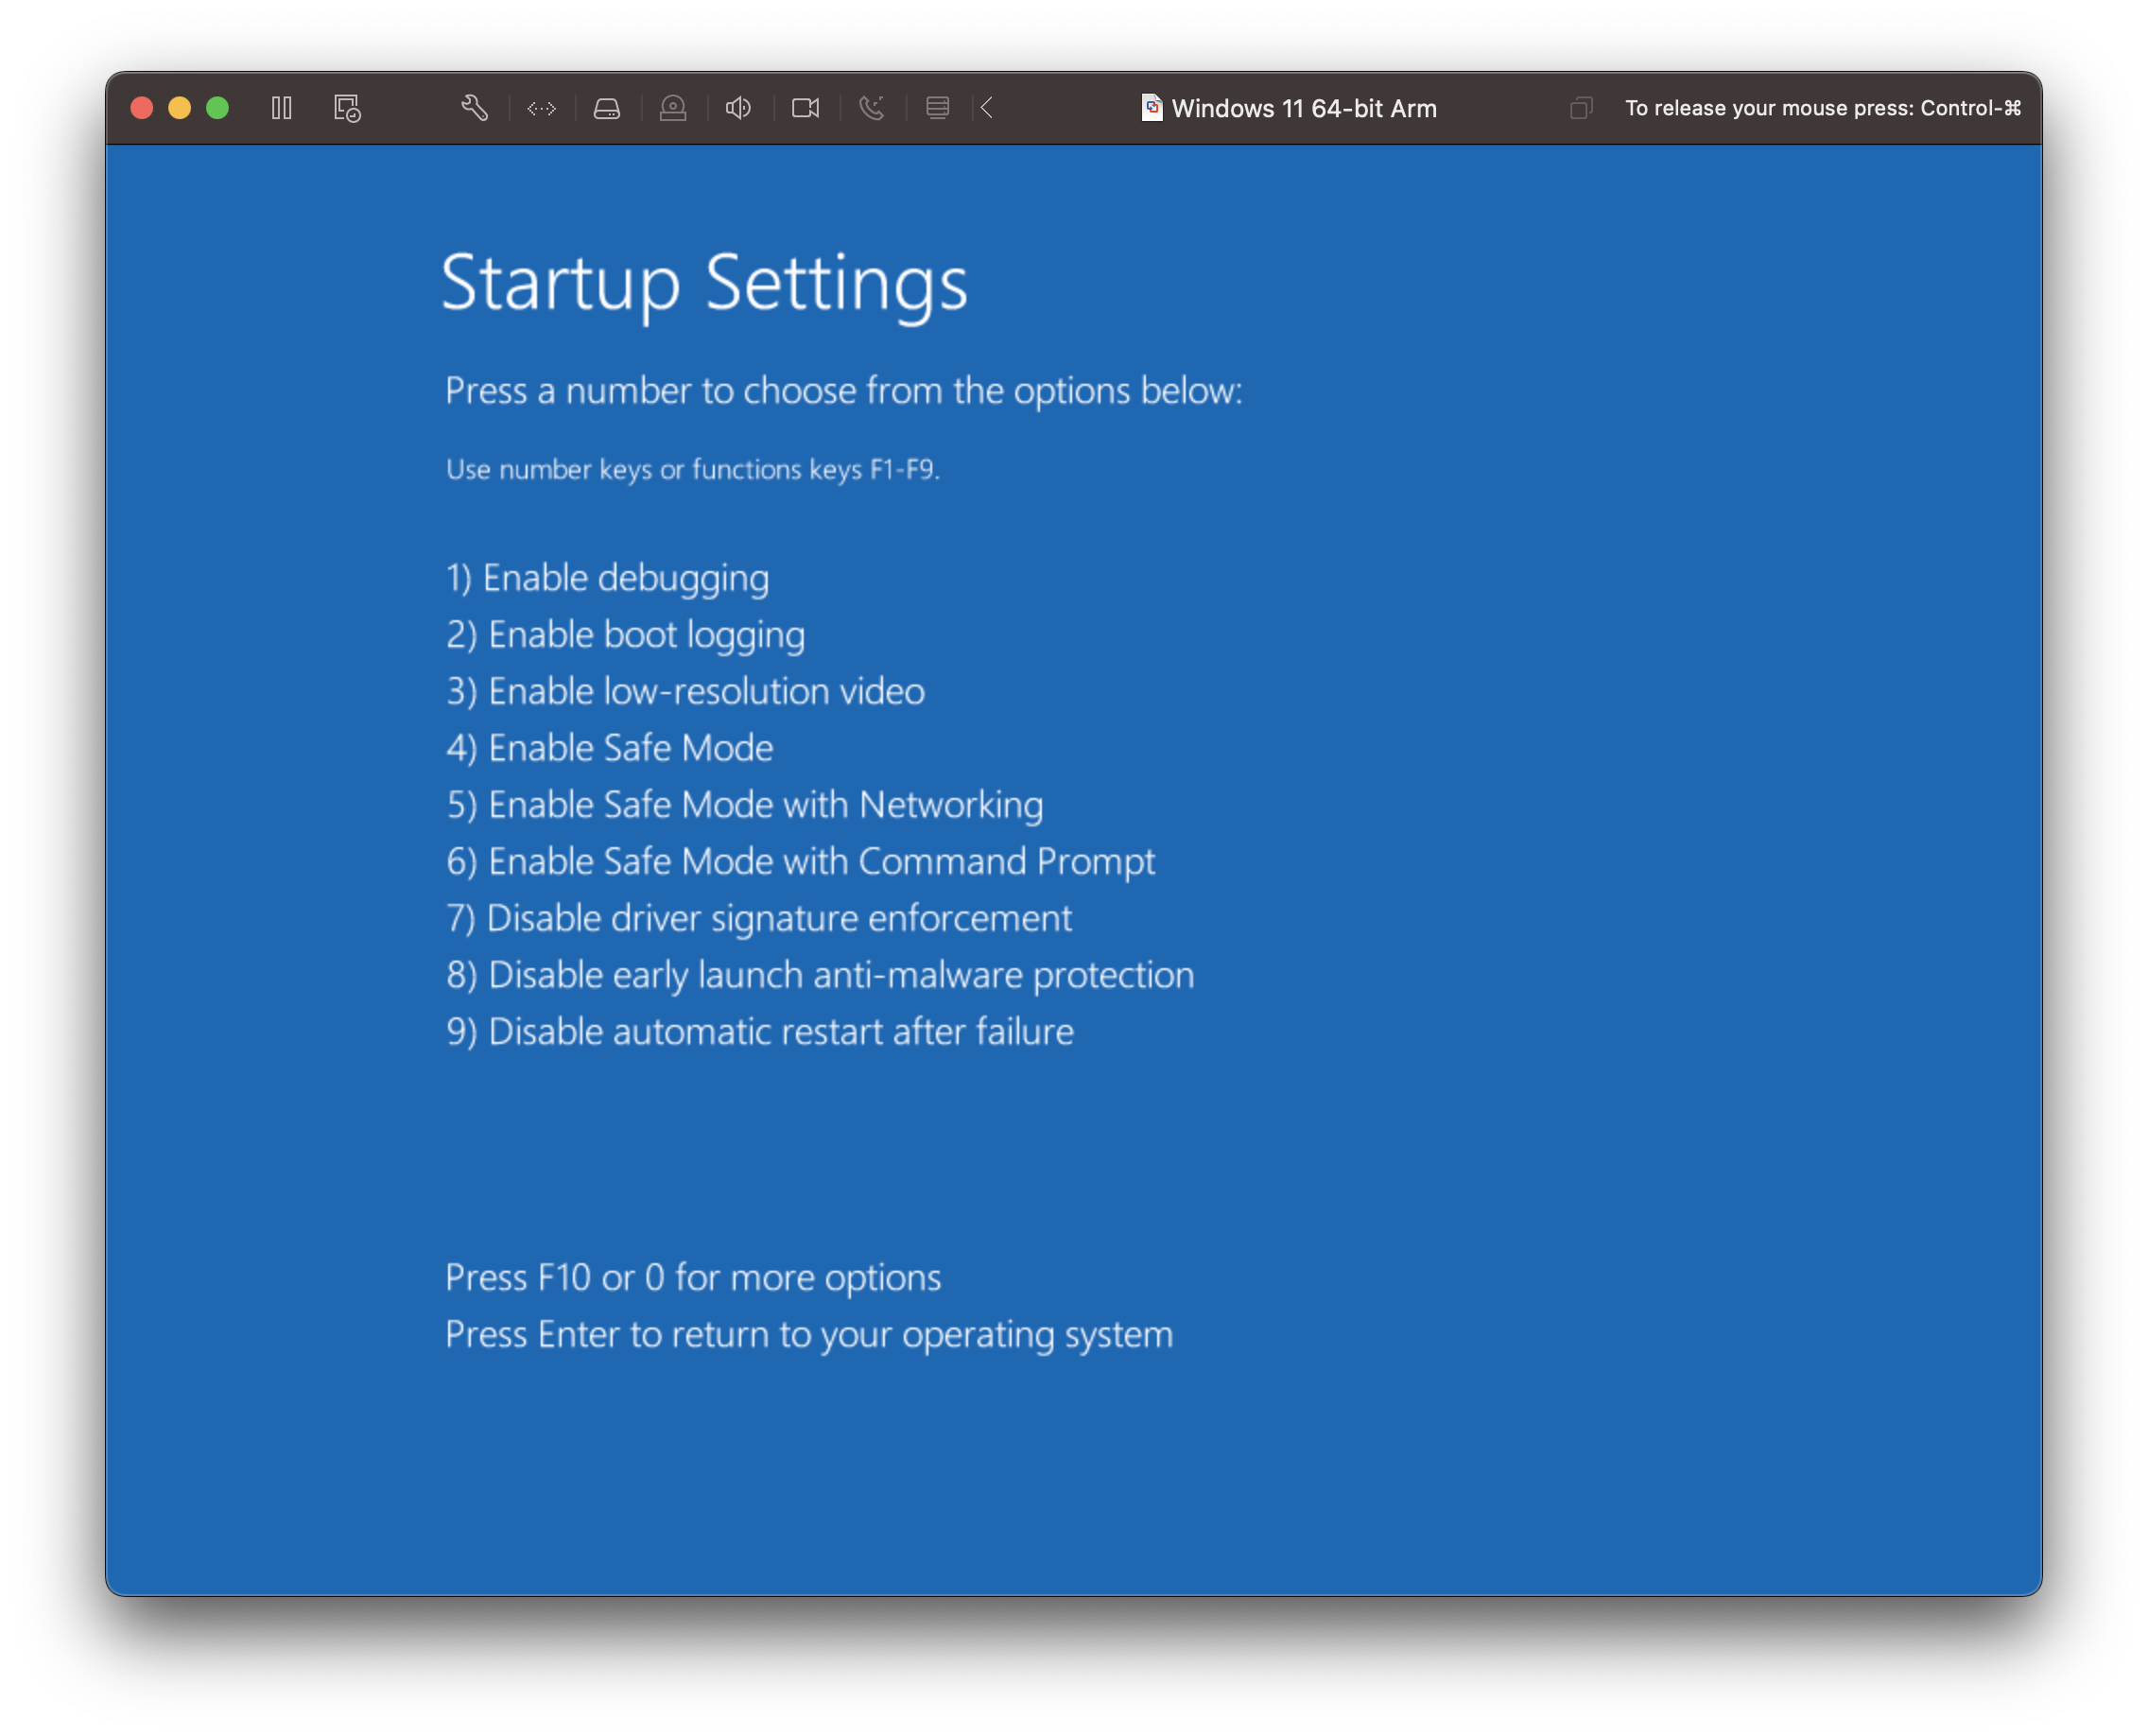 Windows 11 64-bit Arm
To release your mouse press: Control-⌘
Startup Settings
Press a number to choose from the options below:
Use number keys or functions keys F1-F9.
1) Enable debugging
2) Enable boot logging
3) Enable low-resolution video
4) Enable Safe Mode
5) Enable Safe Mode with Networking
6) Enable Safe Mode with Command Prompt
7) Disable driver signature enforcement
8) Disable early launch anti-malware protection
9) Disable automatic restart after failure
Press F10 or 0 for more options
Press Enter to return to your operating system